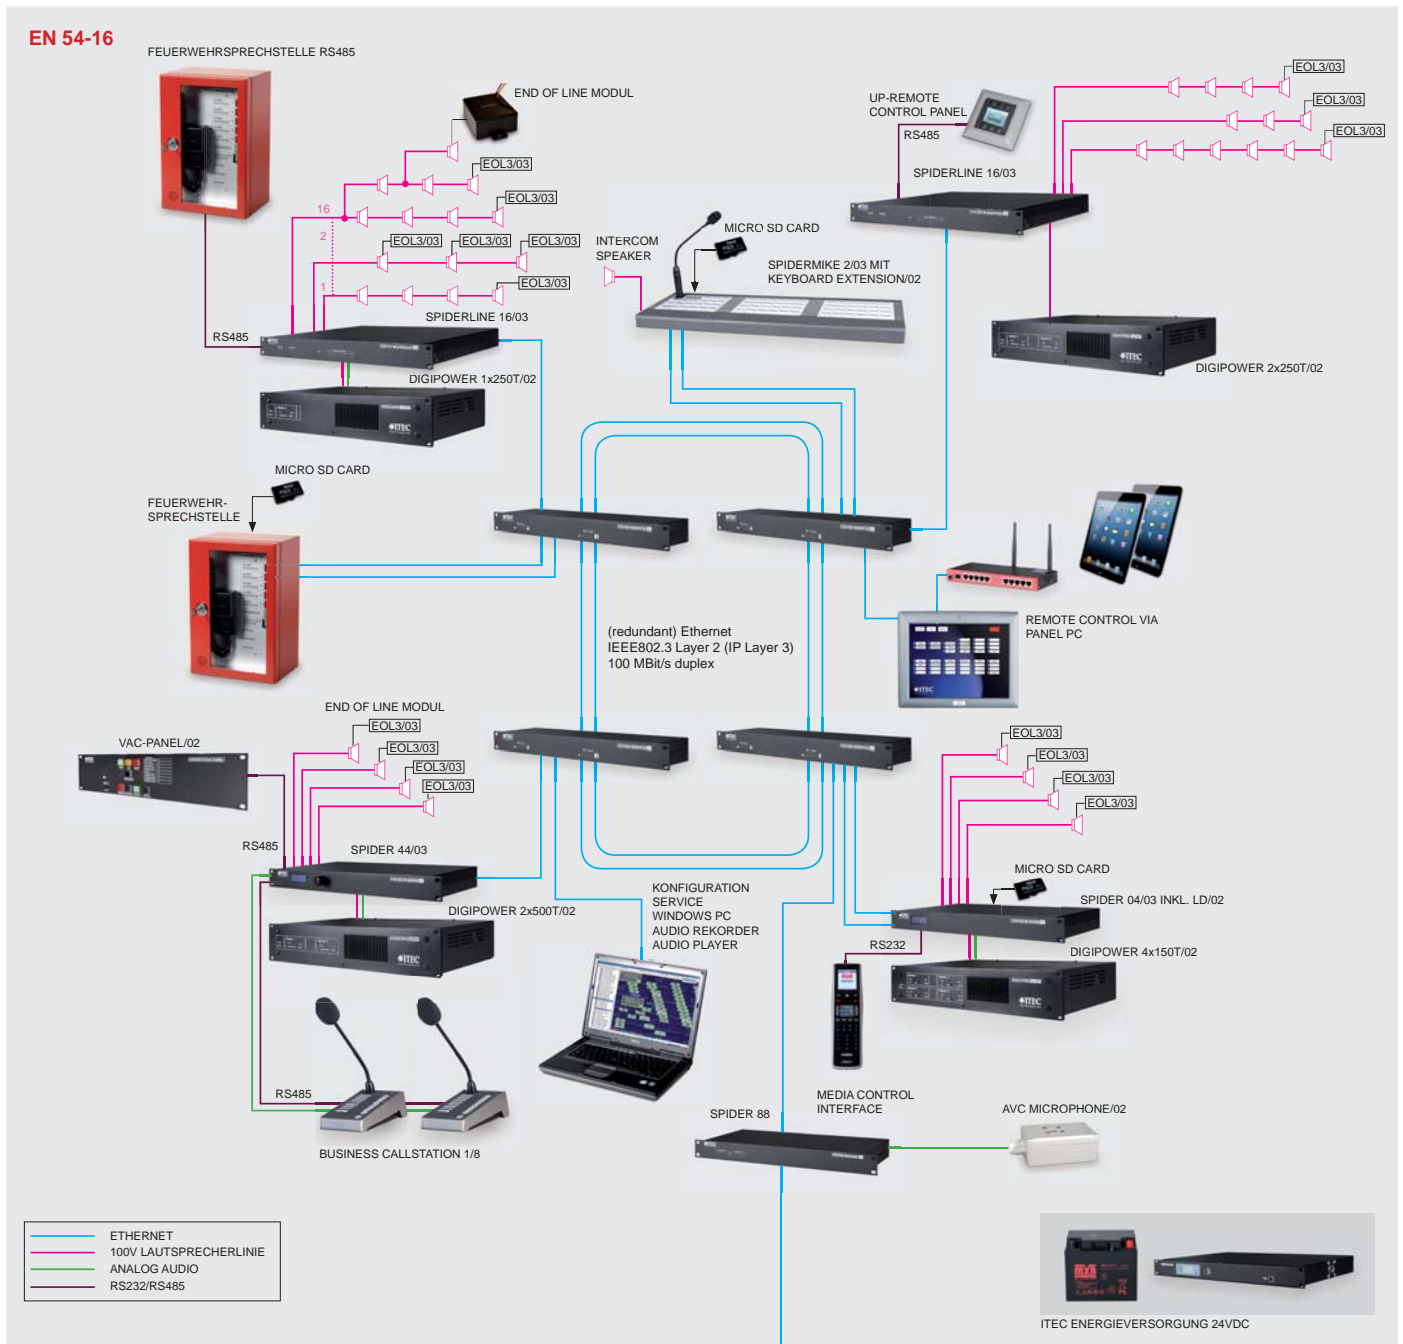 EN 54-16
FEUERWEHRSPRECHSTELLE RS485
END OF LINE MODUL
EOL3/03
EOL3/03
16
2
EOL3/03
EOL3/03
EOL3/03
1
EOL3/03
SPIDERLINE 16/03
RS485
DIGIPOWER 1x250T/02
ITEC
UP-REMOTE
CONTROL PANEL
RS485
SPIDERLINE 16/03
EOL3/03
EOL3/03
EOL3/03
INTERCOM
SPEAKER
MICRO SD CARD
SPIDERMIKE 2/03 MIT
KEYBOARD EXTENSION/02
ITEC
DIGIPOWER 2x250T/02
MICRO SD CARD
FEUERWEHR-
SPRECHSTELLE
(redundant) Ethernet
IEEE802.3 Layer 2 (IP Layer 3)
100 MBit/s duplex
REMOTE CONTROL VIA
PANEL PC
ITEC
END OF LINE MODUL
VAC-PANEL/02
EOL3/03
EOL3/03
EOL3/03
EOL3/03
RS485
SPIDER 44/03
DIGIPOWER 2x500T/02
ITEC
RS485
BUSINESS CALLSTATION 1/8
KONFIGURATION
SERVICE
WINDOWS PC
AUDIO REKORDER
AUDIO PLAYER
EOL3/03
EOL3/03
EOL3/03
EOL3/03
MICRO SD CARD
SPIDER 04/03 INKL. LD/02
RS232
DIGIPOWER 4x150T/02
ITEC
MEDIA CONTROL
INTERFACE
SPIDER 88
AVC MICROPHONE/02
ETHERNET
100V LAUTSPRECHERLINIE
ANALOG AUDIO
RS232/RS485
ITEC ENERGIEVERSORGUNG 24VDC